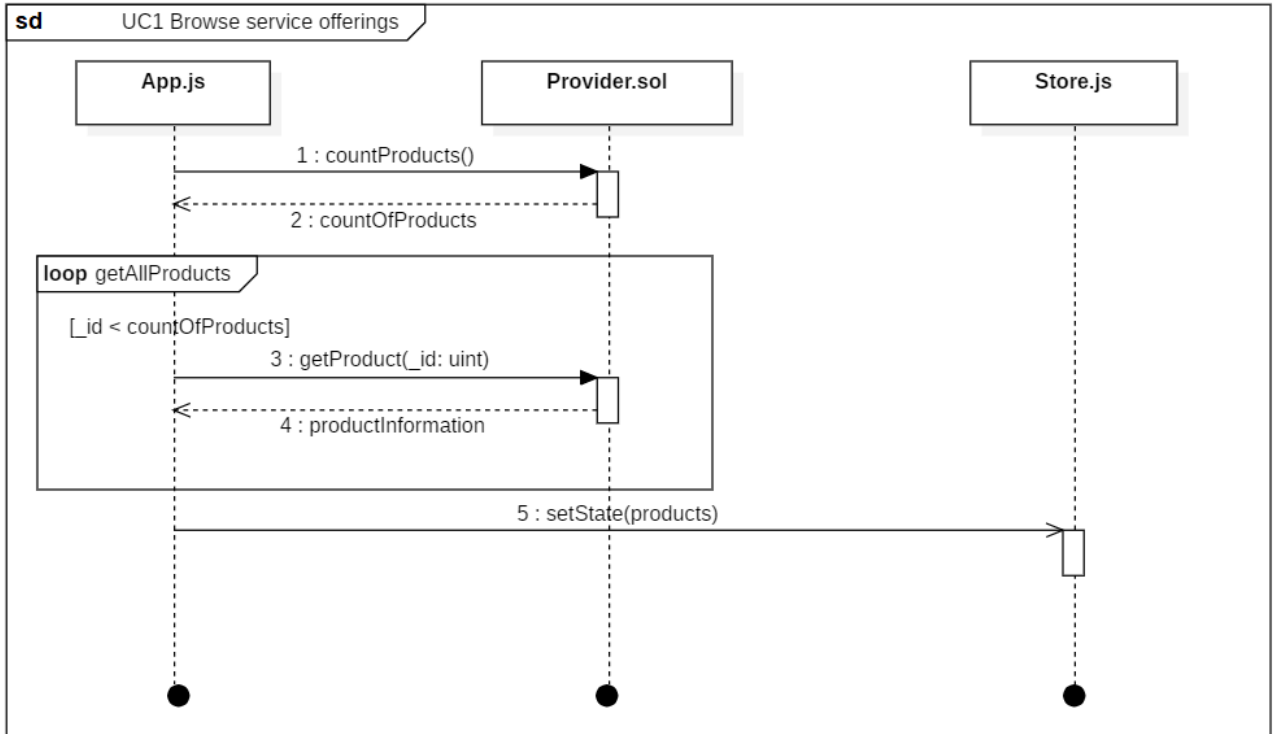 sd UC1 Browse service offerings
App.js Provider.sol Store.js
1 : countProducts()
2 : countOfProducts
loop getAllProducts
[_id < countOfProducts]
3 : getProduct(_id: uint)
4 : productInformation
5 : setState(products)